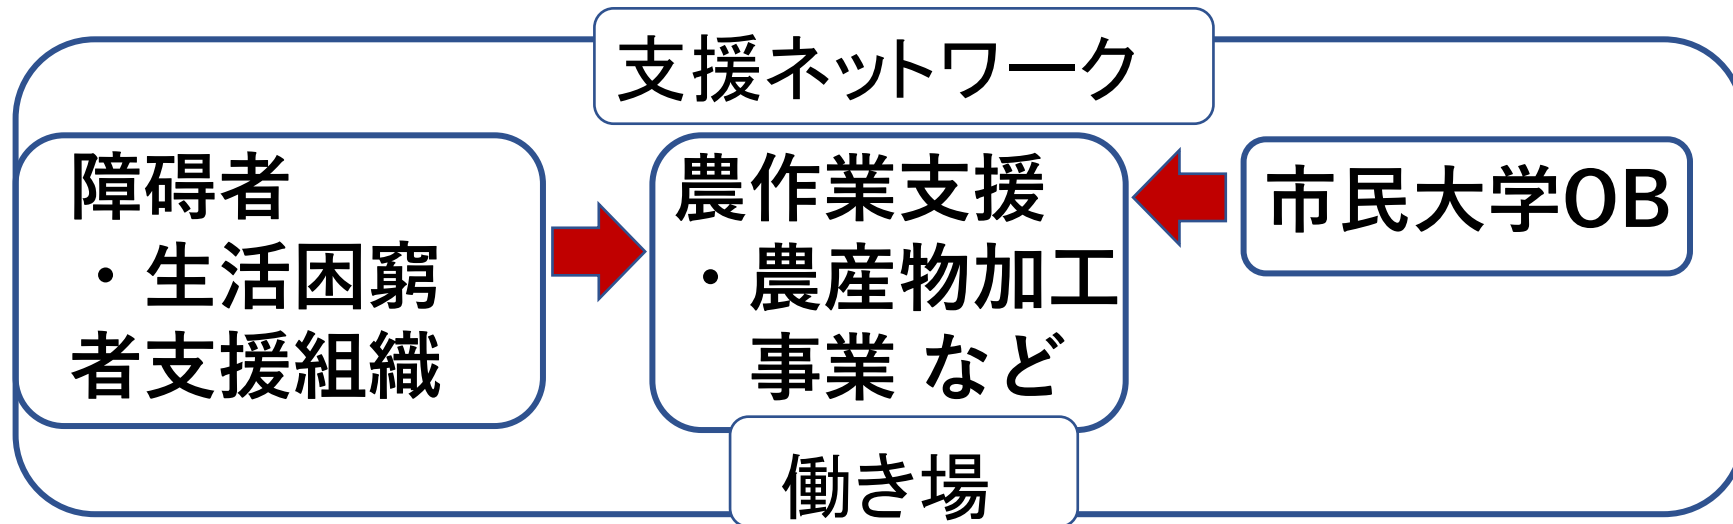 支援ネットワーク
障碍者
・生活困窮
者支援組織
農作業支援
・農産物加工
事業 など
市民大学OB
働き場